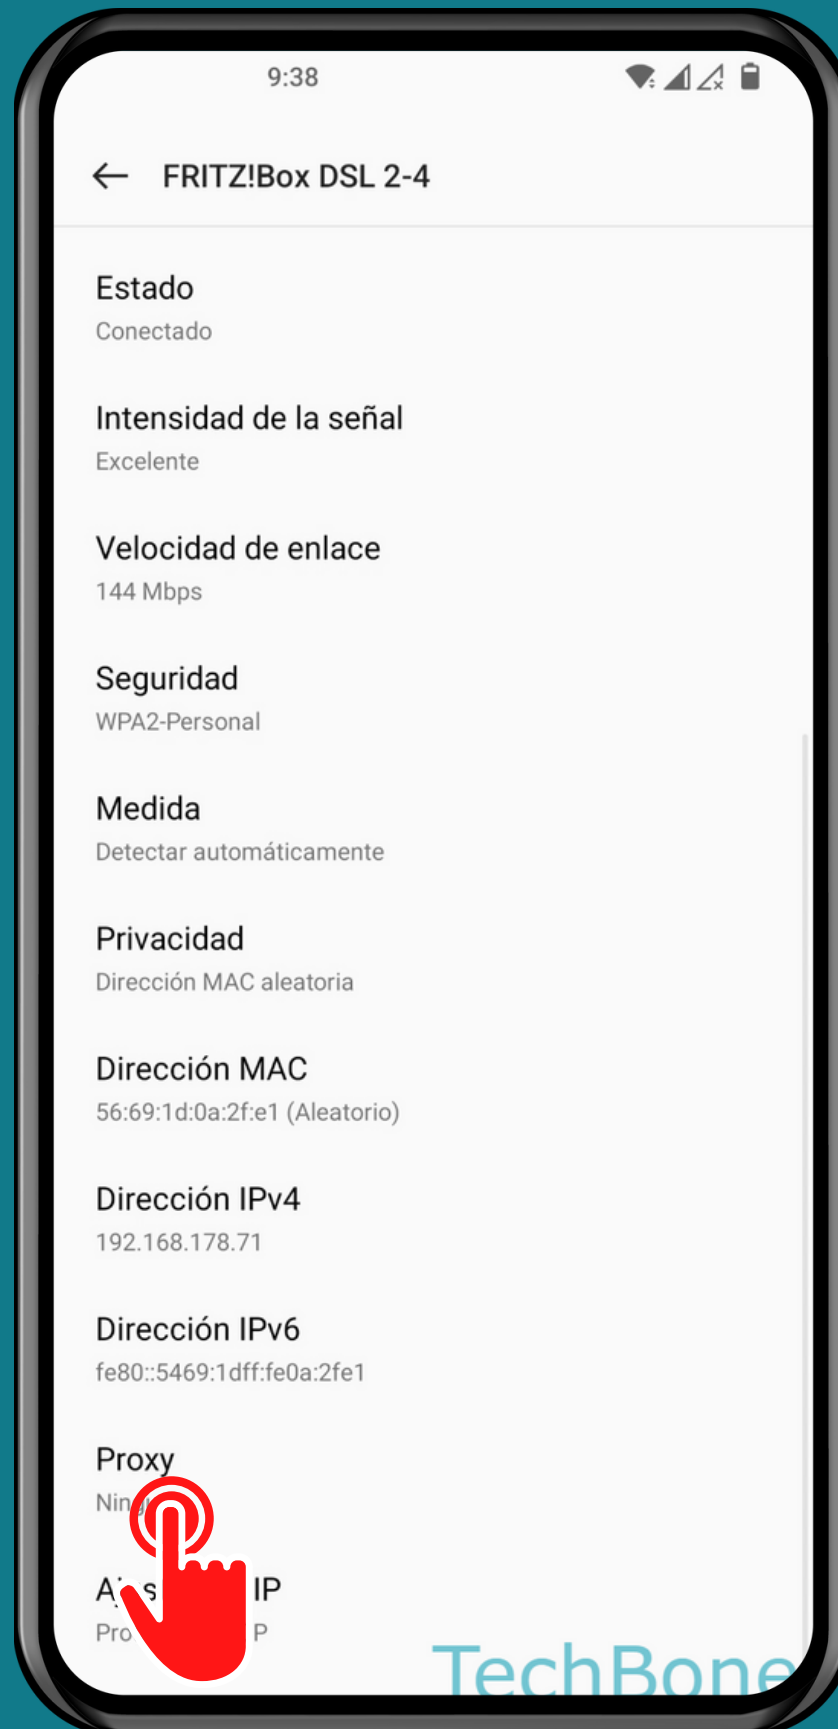 9:38
FRITZ!Box DSL 2-4
Estado
Conectado
Intensidad de la señal
Excelente
Velocidad de enlace
144 Mbps
Seguridad
WPA2-Personal
Medida
Detectar automáticamente
Privacidad
Dirección MAC aleatoria
Dirección MAC
56:69:1d:0a:2f:e1 (Aleatorio)
Dirección IPv4
192.168.178.71
Dirección IPv6
fe80::5469:1dff:fe0a:2fe1
Proxy
IP
TechBone